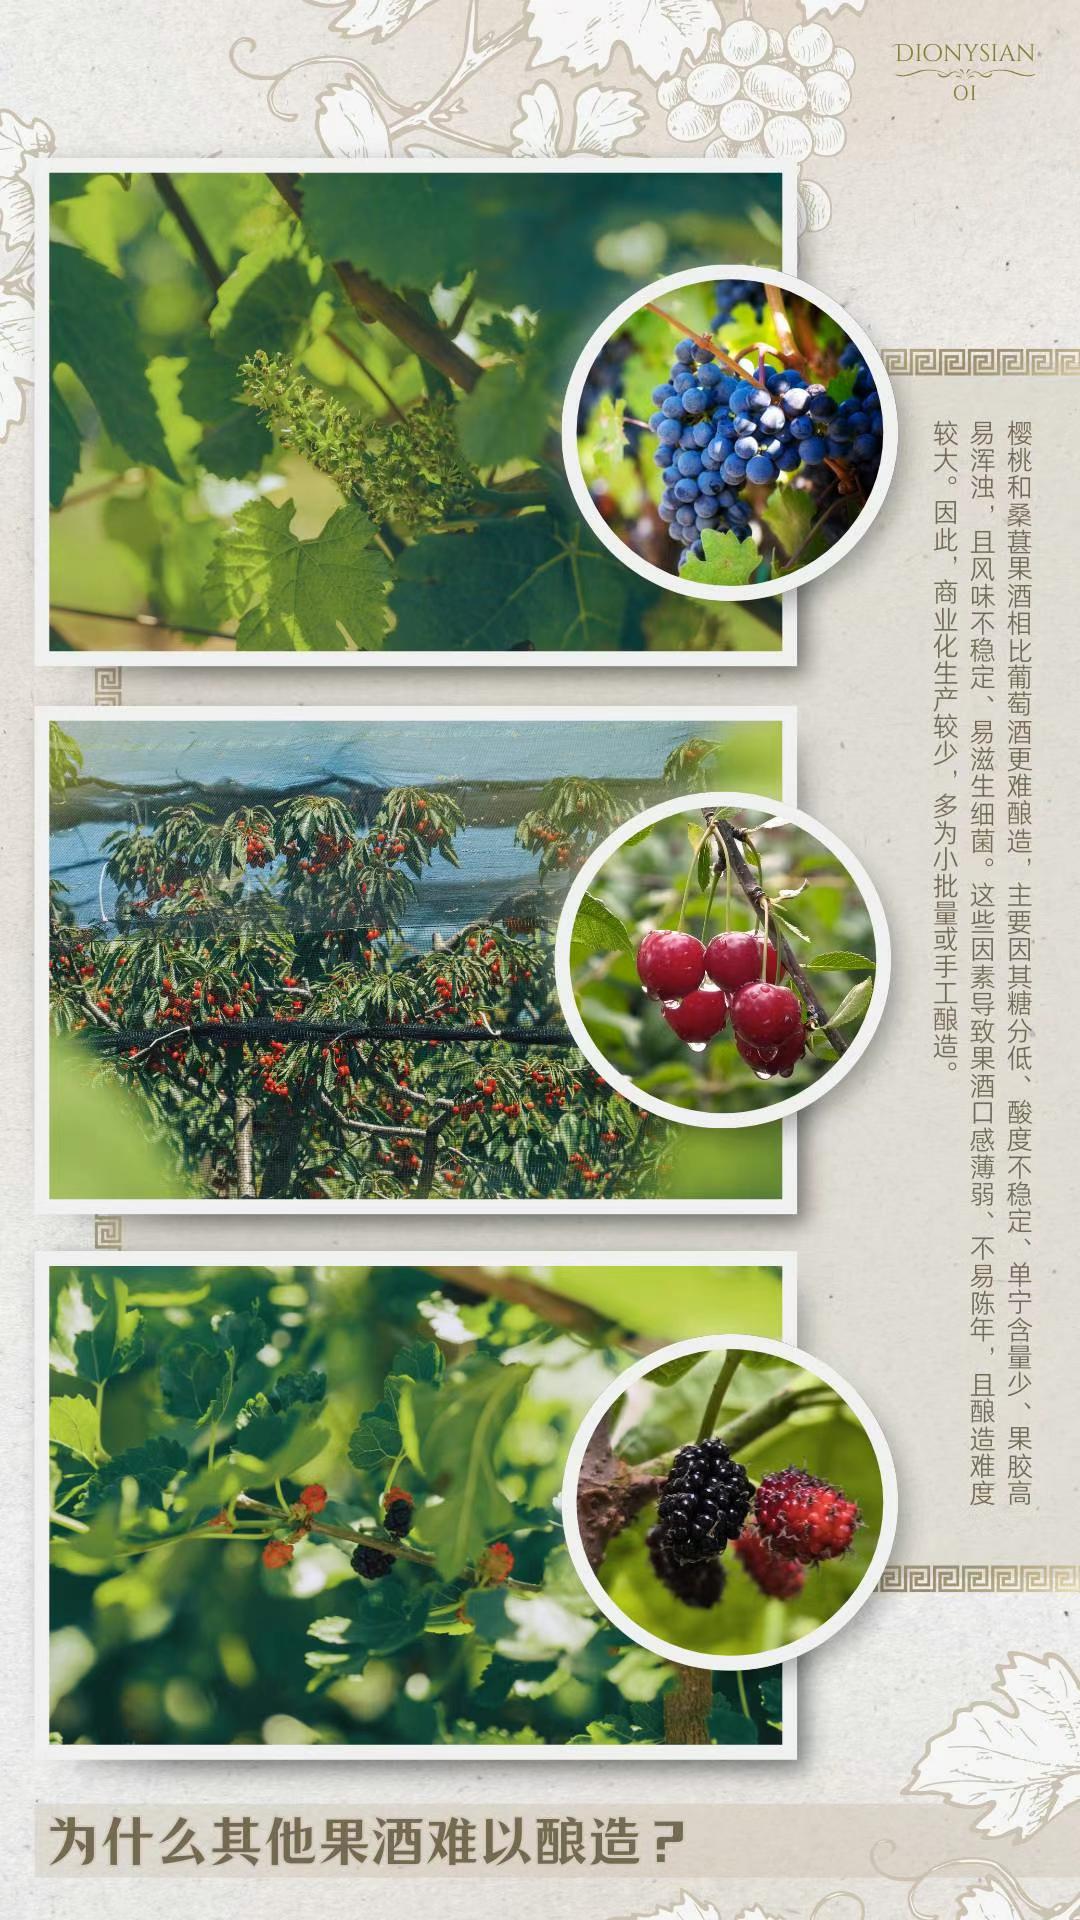 DIONYSIAN
01
樱桃和桑葚果酒相比葡萄酒更难酿造，主要因其糖分低、酸度不稳定、单宁含量少、果胶高
易浑浊，且风味不稳定、易滋生细菌。这些因素导致果酒口感薄弱、不易陈年，且酿造难度
较大。因此，商业化生产较少，多为小批量或手工酿造。
为什么其他果酒难以酿造？